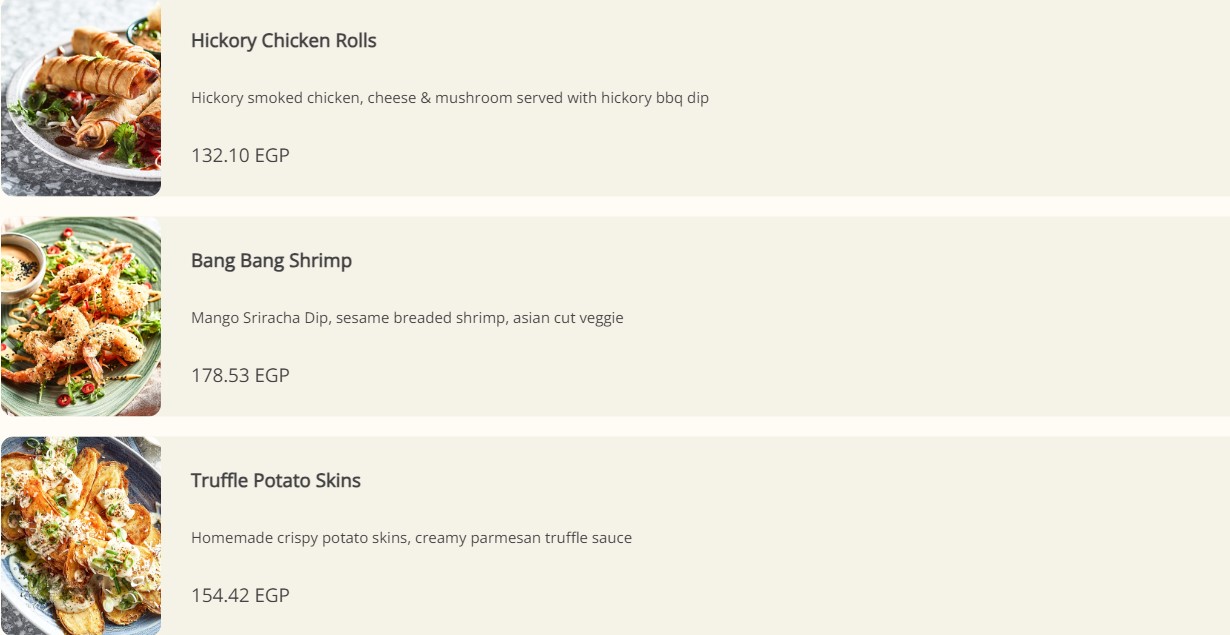 Hickory Chicken Rolls
Hickory smoked chicken, cheese & mushroom served with hickory bbq dip
132.10 EGP
Bang Bang Shrimp
Mango Sriracha Dip, sesame breaded shrimp, asian cut veggie
178.53 EGP
Truffle Potato Skins
Homemade crispy potato skins, creamy parmesan truffle sauce
154.42 EGP